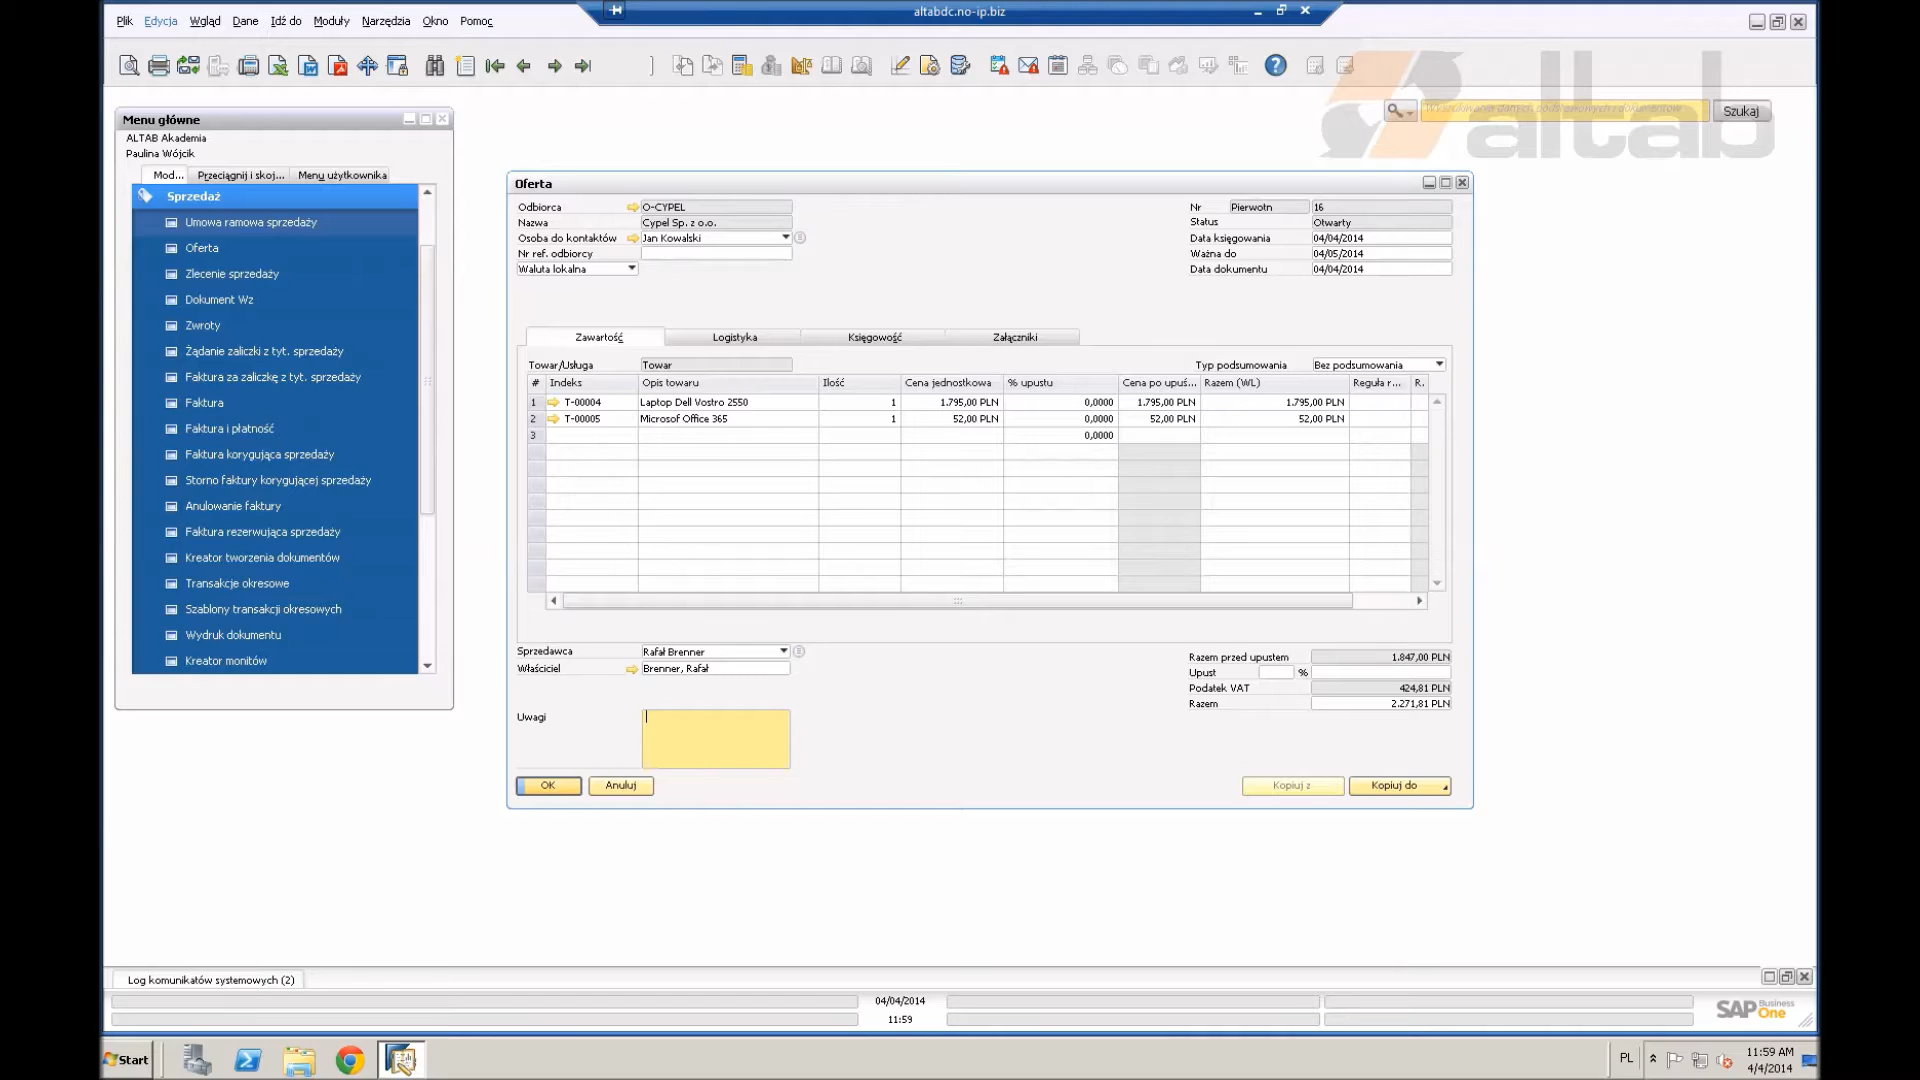 altabdc.no-ip.biz
Plik Edycja Wgląd Dane Idź do Moduły Narzędzia Okno Pomoc
altab
Szukaj
Menu główne
ALTAB Akademia
Paulina Wójcik
Mod... Przeciągnij i skoj... Menu użytkownika
Sprzedaż
Umowa ramowa sprzedaży
Oferta
Zlecenie sprzedaży
Dokument Wz
Zwroty
Żądanie zaliczki z tyt. sprzedaży
Faktura za zaliczkę z tyt. sprzedaży
Faktura
Faktura i płatność
Faktura korygująca sprzedaży
Storno faktury korygującej sprzedaży
Anulowanie faktury
Faktura rezerwująca sprzedaży
Kreator tworzenia dokumentów
Transakcje okresowe
Szablony transakcji okresowych
Wydruk dokumentu
Kreator monitów
Oferta
Odbiorca O-CYPEL Nr Pierwotn 16
Nazwa Cypel Sp. z o.o. Status Otwarty
Osoba do kontaktów Jan Kowalski Data księgowania 04/04/2014
Nr ref. odbiorcy Ważna do 04/05/2014
Waluta lokalna Data dokumentu 04/04/2014
Zawartość Logistyka Księgowość Załączniki
Towar/Usługa Towar Typ podsumowania Bez podsumowania
# Indeks Opis towaru Ilość Cena jednostkowa % upustu Cena po upuś... Razem (WL) Reguła r... R.
1 T-00004 Laptop Dell Vostro 2550 1 1.795,00 PLN 0,0000 1.795,00 PLN 1.795,00 PLN
2 T-00005 Microsof Office 365 1 52,00 PLN 0,0000 52,00 PLN 52,00 PLN
3 0,0000
Sprzedawca Rafał Brenner Razem przed upustem 1.847,00 PLN
Właściciel Brenner, Rafał Upust %
Podatek VAT 424,81 PLN
Razem 2.271,81 PLN
Uwagi
OK Anuluj Kopiuj z Kopiuj do
Log komunikatów systemowych (2)
04/04/2014
11:59
SAP Business One
Start PL 11:59 AM
4/4/2014